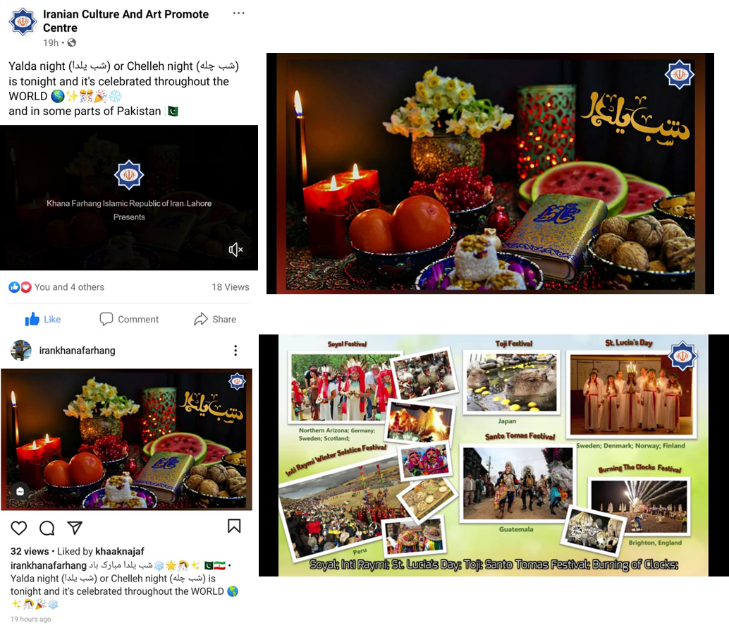 Iranian Culture And Art Promote
Centre
19h
Yalda night (شب یلدا) or Chelleh night (شب چله)
is tonight and it's celebrated throughout the
WORLD 🌎✨🎊🎉❄️
and in some parts of Pakistan 🇵🇰
Khana Farhang Islamic Republic of Iran.Lahore
Presents
You and 4 others
18 Views
Like
Comment
Share
شب یلدا
irankhanafarhang
شب یلدا
32 views • Liked by khaaknajaf
irankhanafarhang شب یلدا مبارک باد
Yalda night (شب یلدا) or Chelleh night (شب چله) is
tonight and it's celebrated throughout the WORLD 🌎
19 hours ago
Soyal Festival
Toji Festival
St. Lucia's Day
Northern Arizona; Germany;
Sweden; Scotland;
Japan
Sweden; Denmark; Norway; Finland
Inti Raymi Winter Solstice Festival
Santo Tomas Festival
Burning The Clocks Festival
Peru
Guatemala
Brighton, England
Soyal; Inti Raymi; St. Lucia's Day; Toji; Santo Tomas Festival; Burning of Clocks;